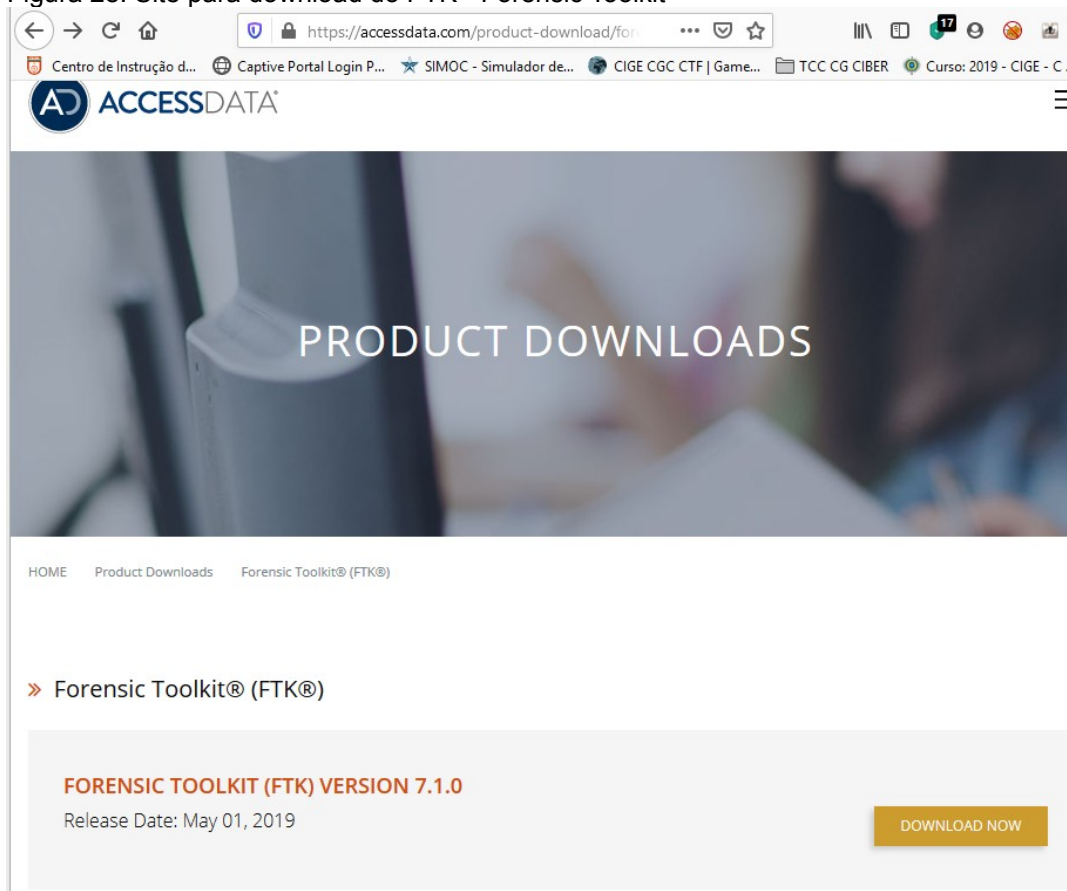 https://accessdata.com/product-download/for
17
Centro de Instrução d... Captive Portal Login P... SIMOC - Simulador de... CIGE CGC CTF | Game... TCC CG CIBER Curso: 2019 - CIGE - C
AD ACCESSDATA®
PRODUCT DOWNLOADS
HOME Product Downloads Forensic Toolkit® (FTK®)
» Forensic Toolkit® (FTK®)
FORENSIC TOOLKIT (FTK) VERSION 7.1.0
Release Date: May 01, 2019
DOWNLOAD NOW